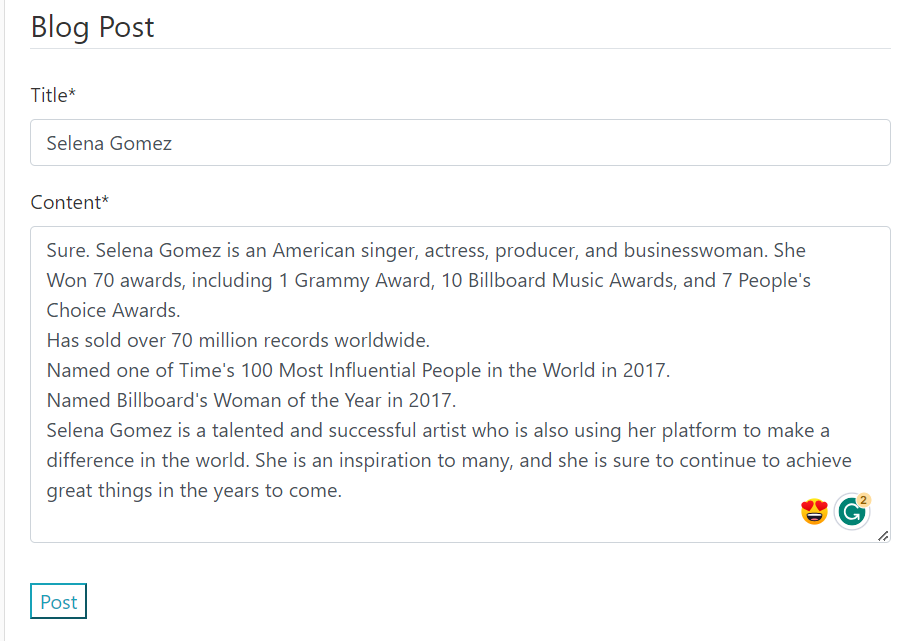 Blog Post
Title*
Selena Gomez
Content*
Sure. Selena Gomez is an American singer, actress, producer, and businesswoman. She
Won 70 awards, including 1 Grammy Award, 10 Billboard Music Awards, and 7 People's
Choice Awards.
Has sold over 70 million records worldwide.
Named one of Time's 100 Most Influential People in the World in 2017.
Named Billboard's Woman of the Year in 2017.
Selena Gomez is a talented and successful artist who is also using her platform to make a
difference in the world. She is an inspiration to many, and she is sure to continue to achieve
great things in the years to come.
2
Post